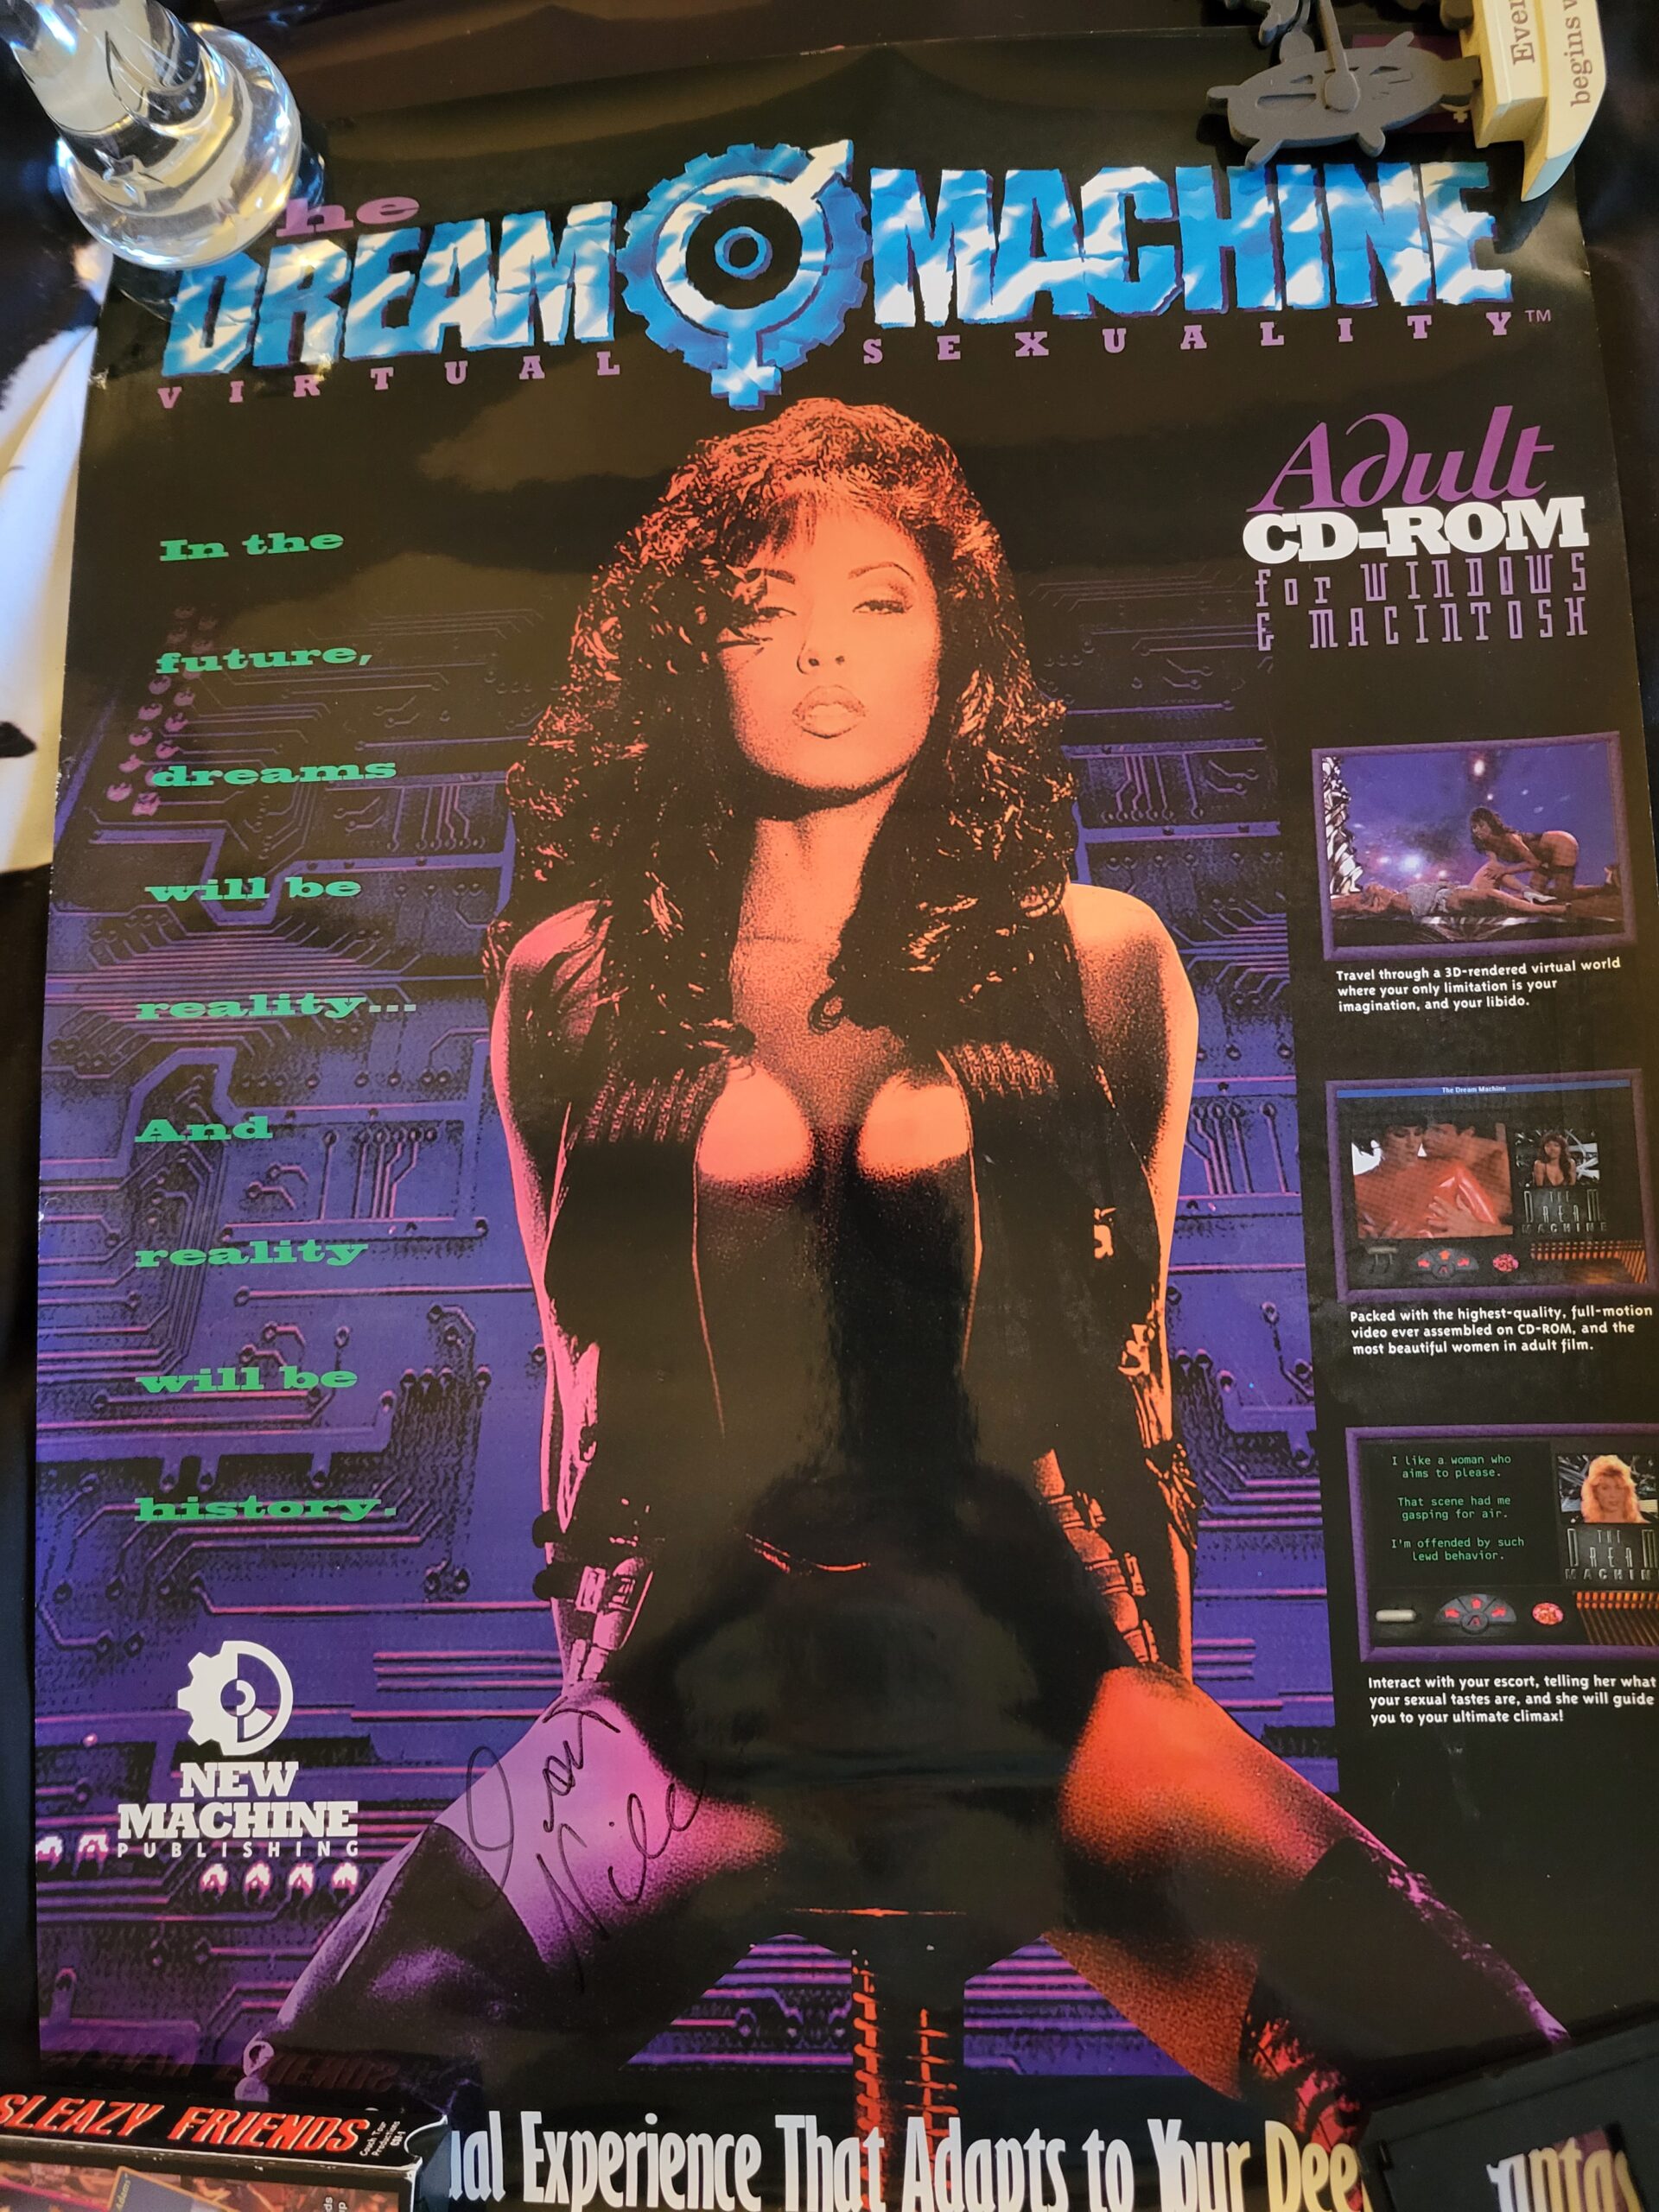 he
DREAM MACHINE
VIRTUAL SEXUALITY™
Adult
CD-ROM
for WINDOWS
& MACINTOSH
In the
future,
dreams
will be
reality...
And
reality
will be
history.
Travel through a 3D-rendered virtual world
where your only limitation is your
imagination, and your libido.
The Dream Machine
THE
DREAM
MACHINE
Packed with the highest-quality, full-motion
video ever assembled on CD-ROM, and the
most beautiful women in adult film.
I like a woman who
aims to please.
That scene had me
gasping for air.
I'm offended by such
lewd behavior.
THE
DREAM
MACHIN
Interact with your escort, telling her what
your sexual tastes are, and she will guide
you to your ultimate climax!
NEW
MACHINE
PUBLISHING
ual Experience That Adapts to Your Dee
antas
SLEAZY FRIENDS
Ever
begins w